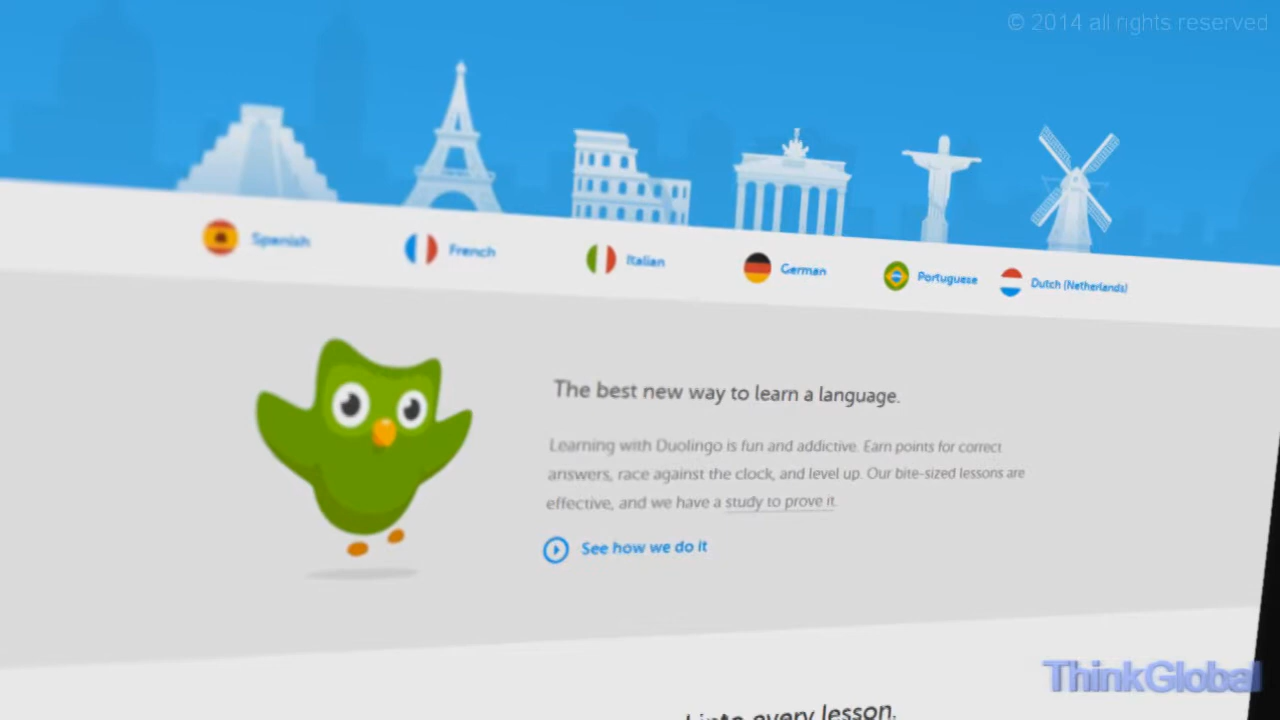 © 2014 all rights reserved
Spanish
French
Italian
German
Portuguese
Dutch (Netherlands)
The best new way to learn a language.
Learning with Duolingo is fun and addictive. Earn points for correct
answers, race against the clock, and level up. Our bite-sized lessons are
effective, and we have a study to prove it.
See how we do it
every lesson.
ThinkGlobal